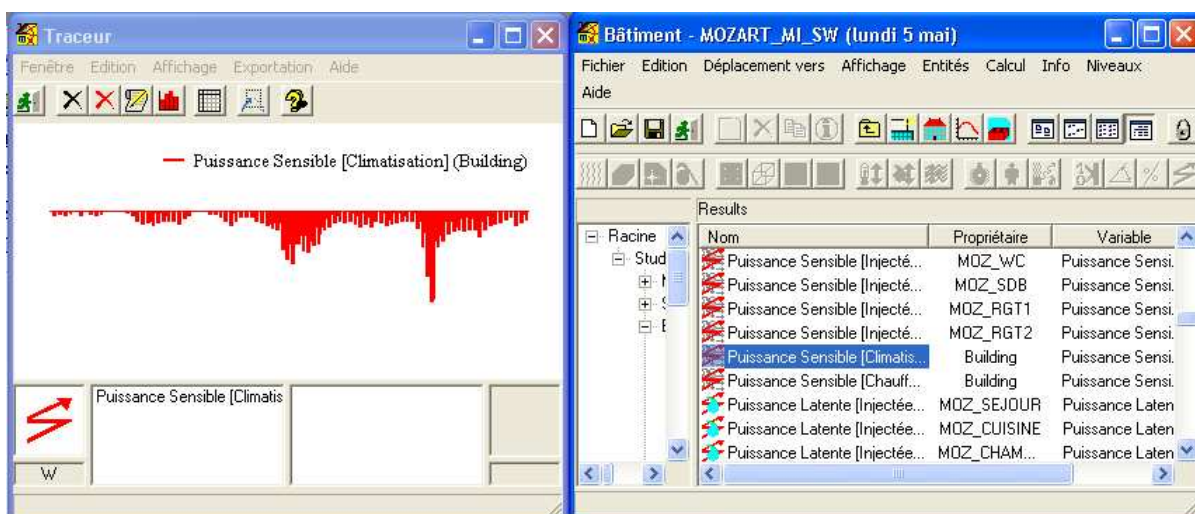 Traceur
Fenêtre Edition Affichage Exportation Aide
Puissance Sensible [Climatisation] (Building)
Puissance Sensible [Climatis
W
Bâtiment - MOZART_MI_SW (lundi 5 mai)
Fichier Edition Déplacement vers Affichage Entités Calcul Info Niveaux
Aide
Results
Racine
Stud
Nom Propriétaire Variable
Puissance Sensible [Injecté... MOZ_WC Puissance Sensi.
Puissance Sensible [Injecté... MOZ_SDB Puissance Sensi.
Puissance Sensible [Injecté... MOZ_RGT1 Puissance Sensi.
Puissance Sensible [Injecté... MOZ_RGT2 Puissance Sensi.
Puissance Sensible [Climatis... Building Puissance Sensi.
Puissance Sensible [Chauff... Building Puissance Sensi.
Puissance Latente [Injectée... MOZ_SEJOUR Puissance Laten
Puissance Latente [Injectée... MOZ_CUISINE Puissance Laten
Puissance Latente [Injectée... MOZ_CHAM... Puissance Laten